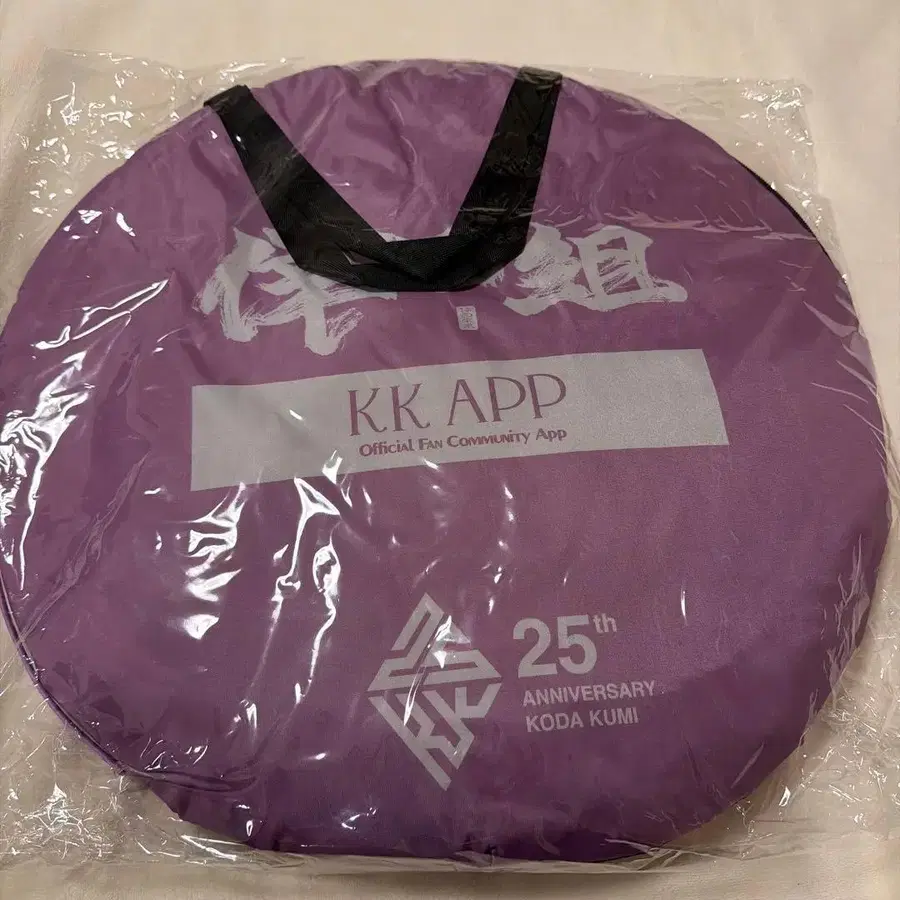 倖 組
KK APP
Official Fan Community App
25th
ANNIVERSARY
KODA KUMI